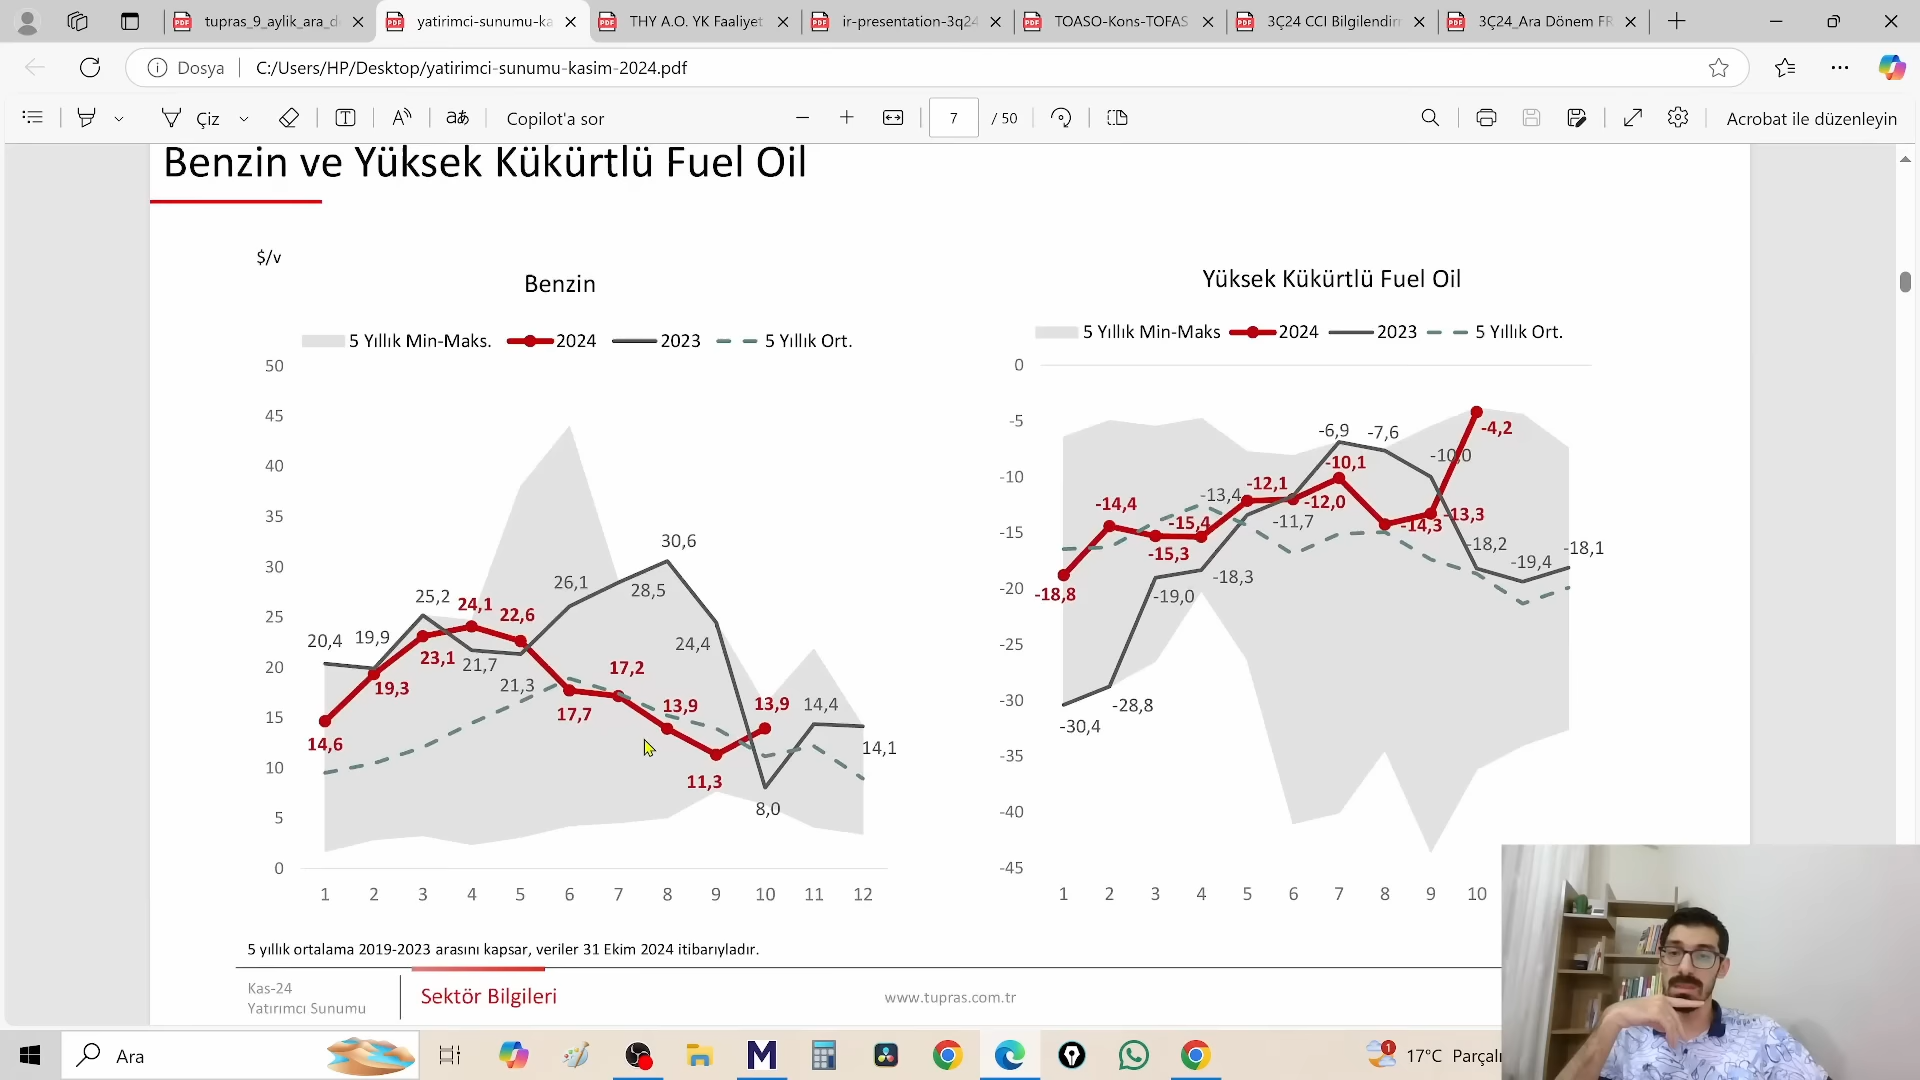 tupras_9_aylik_ara_d
yatirimci-sunumu-ka
THY A.O. YK Faaliyet
ir-presentation-3q24
TOASO-Kons-TOFAS
3Ç24 CCI Bilgilendir
3Ç24_Ara Dönem FR
Dosya
C:/Users/HP/Desktop/yatirimci-sunumu-kasim-2024.pdf
Çiz
Copilot'a sor
7 / 50
Acrobat ile düzenleyin
Benzin ve Yüksek Kükürtlü Fuel Oil
$/v
Benzin
5 Yıllık Min-Maks. 2024 2023 5 Yıllık Ort.
50
45
40
35
30
25
20
15
10
5
0
20,4 19,9 25,2 21,7 21,3 26,1 28,5 30,6 24,4 8,0 14,4 14,1
14,6 19,3 23,1 24,1 22,6 17,7 17,2 13,9 11,3 13,9
1 2 3 4 5 6 7 8 9 10 11 12
Yüksek Kükürtlü Fuel Oil
5 Yıllık Min-Maks 2024 2023 5 Yıllık Ort.
0
-5
-10
-15
-20
-25
-30
-35
-40
-45
-30,4 -28,8 -19,0 -18,3 -13,4 -11,7 -6,9 -7,6 -10,0 -18,2 -19,4 -18,1
-18,8 -14,4 -15,3 -15,4 -12,1 -12,0 -10,1 -14,3 -13,3 -4,2
1 2 3 4 5 6 7 8 9 10
5 yıllık ortalama 2019-2023 arasını kapsar, veriler 31 Ekim 2024 itibarıyladır.
Kas-24
Yatırımcı Sunumu
Sektör Bilgileri
www.tupras.com.tr
Ara
1
17°C Parçalı